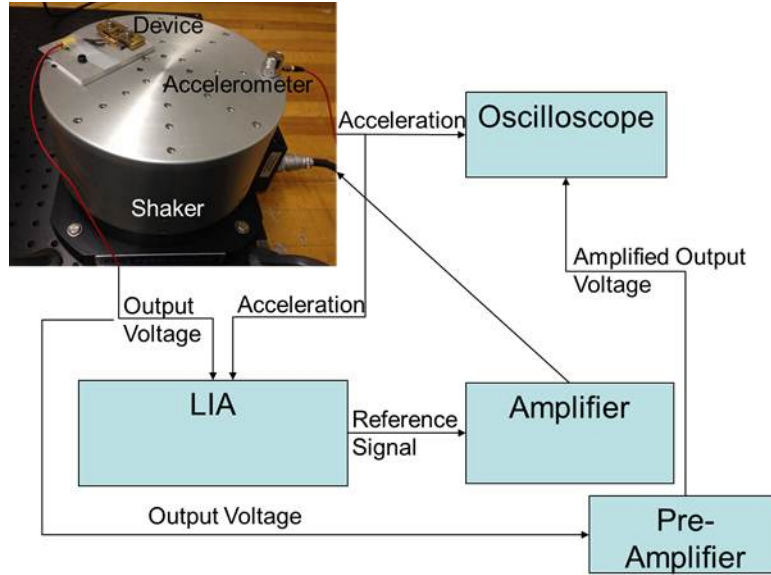 Device
Accelerometer
Shaker
Acceleration
Oscilloscope
Output
Voltage
Acceleration
Amplified Output
Voltage
LIA
Reference
Signal
Amplifier
Output Voltage
Pre-
Amplifier